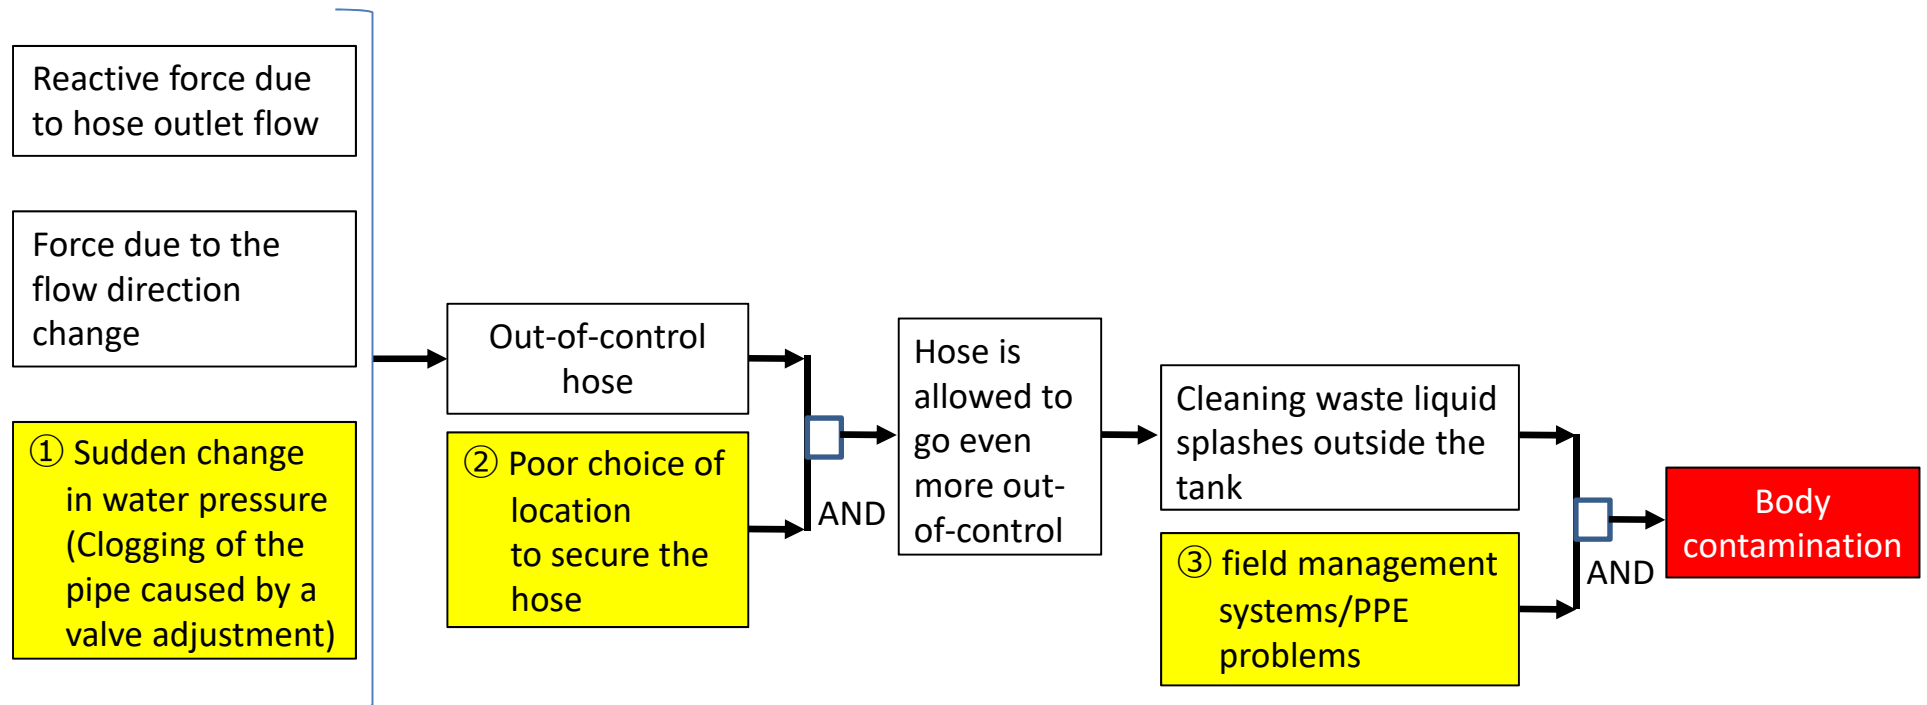 Reactive force due
to hose outlet flow
Force due to the
flow direction
change
① Sudden change
in water pressure
(Clogging of the
pipe caused by a
valve adjustment)
Out-of-control
hose
② Poor choice of
location
to secure the
hose
AND
Hose is
allowed to
go even
more out-
of-control
Cleaning waste liquid
splashes outside the
tank
③ field management
systems/PPE
problems
AND
Body
contamination